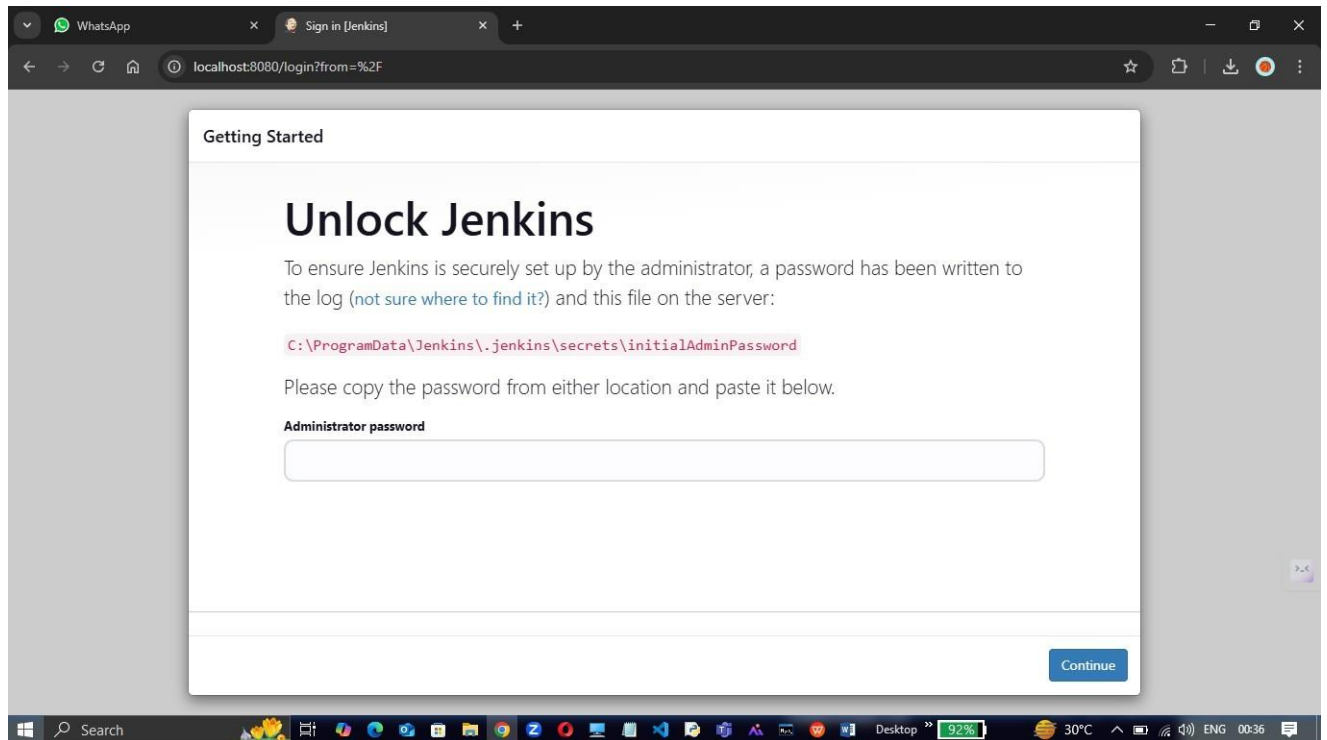 WhatsApp
Sign in [Jenkins]
localhost:8080/login?from=%2F
Getting Started
Unlock Jenkins
To ensure Jenkins is securely set up by the administrator, a password has been written to
the log (not sure where to find it?) and this file on the server:
C:\ProgramData\Jenkins\.jenkins\secrets\initialAdminPassword
Please copy the password from either location and paste it below.
Administrator password
Continue
Search
Desktop
92%
30°C
ENG
00:36